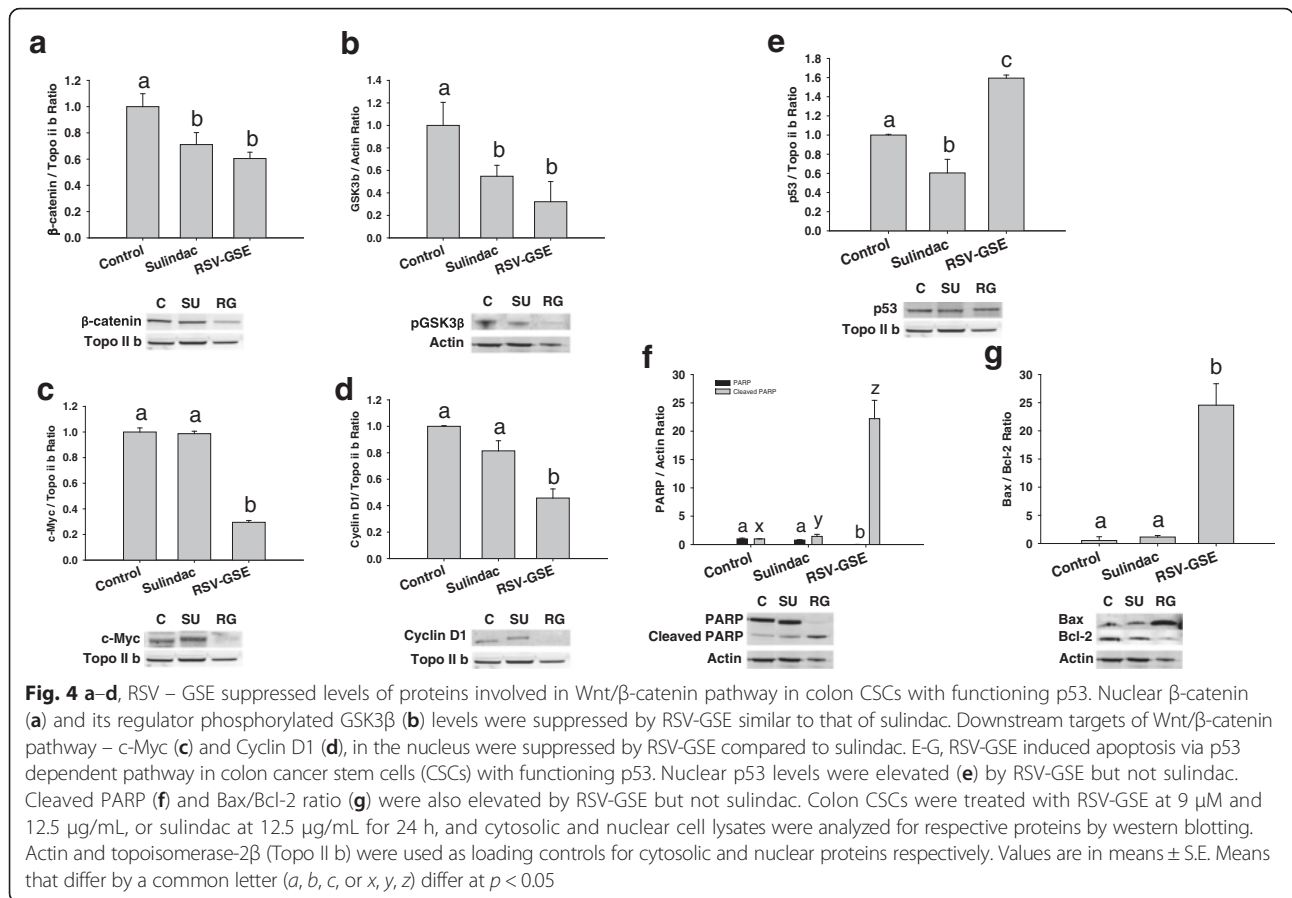 a
β-catenin / Topo ii b Ratio
1.2
1.0
0.8
0.6
0.4
0.2
0.0
a
b
b
Control
Sulindac
RSV-GSE
C SU RG
β-catenin
Topo II b
b
GSK3b / Actin Ratio
1.4
1.2
1.0
0.8
0.6
0.4
0.2
0.0
a
b
b
Control
Sulindac
RSV-GSE
C SU RG
pGSK3β
Actin
e
p53 / Topo ii b Ratio
1.8
1.6
1.4
1.2
1.0
0.8
0.6
0.4
0.2
0.0
a
b
c
Control
Sulindac
RSV-GSE
C SU RG
p53
Topo II b
c
c-Myc / Topo ii b Ratio
1.2
1.0
0.8
0.6
0.4
0.2
0.0
a
a
b
Control
Sulindac
RSV-GSE
C SU RG
c-Myc
Topo II b
d
Cyclin D1/ Topo ii b Ratio
1.2
1.0
0.8
0.6
0.4
0.2
0.0
a
a
b
Control
Sulindac
RSV-GSE
C SU RG
Cyclin D1
Topo II b
f
PARP / Actin Ratio
30
25
20
15
10
5
0
PARP
Cleaved PARP
a x
a y
b z
Control
Sulindac
RSV-GSE
C SU RG
PARP
Cleaved PARP
Actin
g
Bax / Bcl-2 Ratio
30
25
20
15
10
5
0
a
a
b
Control
Sulindac
RSV-GSE
C SU RG
Bax
Bcl-2
Actin
Fig. 4 a–d, RSV – GSE suppressed levels of proteins involved in Wnt/β-catenin pathway in colon CSCs with functioning p53. Nuclear β-catenin
(a) and its regulator phosphorylated GSK3β (b) levels were suppressed by RSV-GSE similar to that of sulindac. Downstream targets of Wnt/β-catenin
pathway – c-Myc (c) and Cyclin D1 (d), in the nucleus were suppressed by RSV-GSE compared to sulindac. E-G, RSV-GSE induced apoptosis via p53
dependent pathway in colon cancer stem cells (CSCs) with functioning p53. Nuclear p53 levels were elevated (e) by RSV-GSE but not sulindac.
Cleaved PARP (f) and Bax/Bcl-2 ratio (g) were also elevated by RSV-GSE but not sulindac. Colon CSCs were treated with RSV-GSE at 9 μM and
12.5 μg/mL, or sulindac at 12.5 μg/mL for 24 h, and cytosolic and nuclear cell lysates were analyzed for respective proteins by western blotting.
Actin and topoisomerase-2β (Topo II b) were used as loading controls for cytosolic and nuclear proteins respectively. Values are in means ± S.E. Means
that differ by a common letter (a, b, c, or x, y, z) differ at p < 0.05